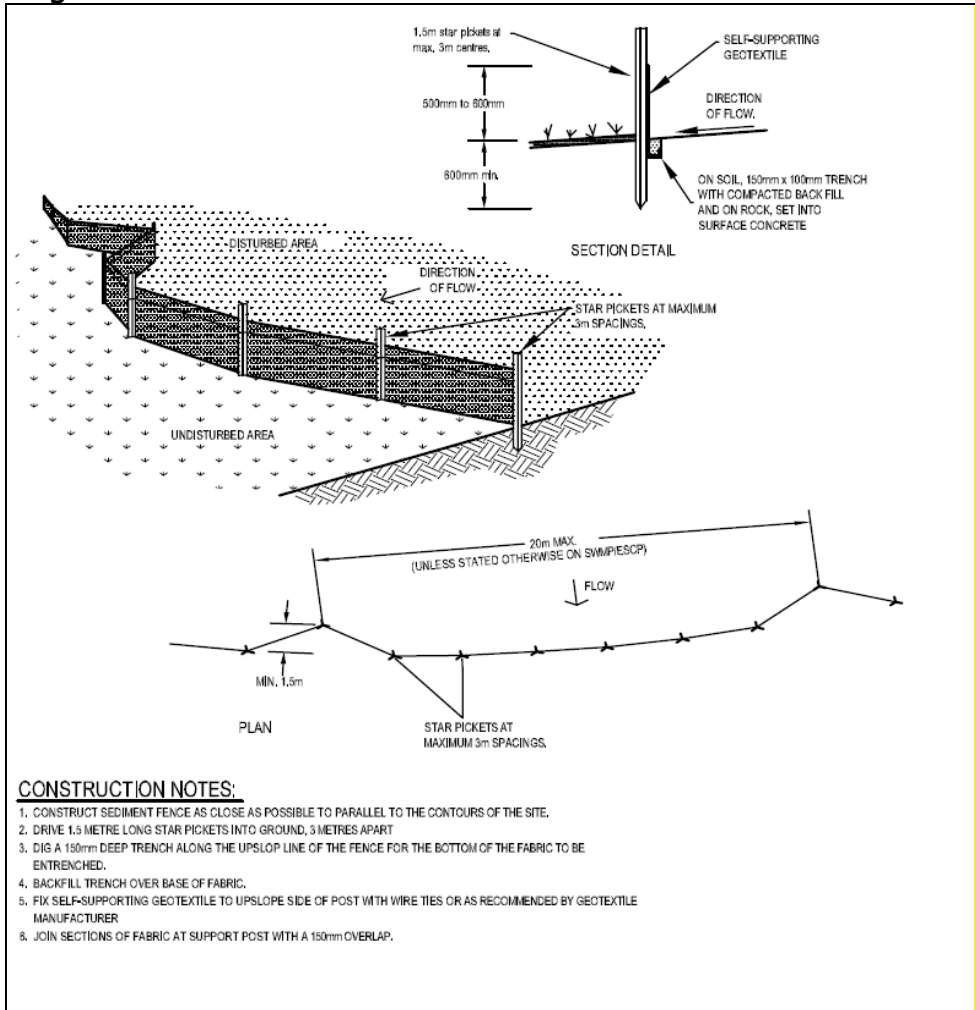 1.5m star pickets at
max. 3m centres.
SELF-SUPPORTING
GEOTEXTILE
500mm to 600mm
DIRECTION
OF FLOW.
600mm min.
ON SOIL, 150mm x 100mm TRENCH
WITH COMPACTED BACK FILL
AND ON ROCK, SET INTO
SURFACE CONCRETE
SECTION DETAIL
DISTURBED AREA
DIRECTION
OF FLOW
STAR PICKETS AT MAXIMUM
3m SPACINGS.
UNDISTURBED AREA
20m MAX.
(UNLESS STATED OTHERWISE ON SWMP/ESCP)
FLOW
MIN. 1.5m
PLAN
STAR PICKETS AT
MAXIMUM 3m SPACINGS.
CONSTRUCTION NOTES:
1. CONSTRUCT SEDIMENT FENCE AS CLOSE AS POSSIBLE TO PARALLEL TO THE CONTOURS OF THE SITE.
2. DRIVE 1.5 METRE LONG STAR PICKETS INTO GROUND, 3 METRES APART
3. DIG A 150mm DEEP TRENCH ALONG THE UPSLOP LINE OF THE FENCE FOR THE BOTTOM OF THE FABRIC TO BE
ENTRENCHED.
4. BACKFILL TRENCH OVER BASE OF FABRIC.
5. FIX SELF-SUPPORTING GEOTEXTILE TO UPSLOPE SIDE OF POST WITH WIRE TIES OR AS RECOMMENDED BY GEOTEXTILE
MANUFACTURER
6. JOIN SECTIONS OF FABRIC AT SUPPORT POST WITH A 150mm OVERLAP.